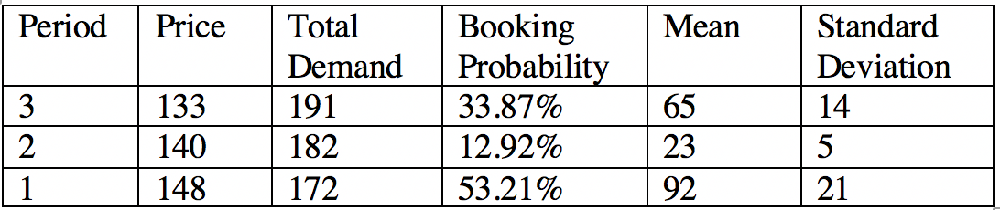 Period Price Total Demand Booking Probability Mean Standard Deviation
3 133 191 33.87% 65 14
2 140 182 12.92% 23 5
1 148 172 53.21% 92 21